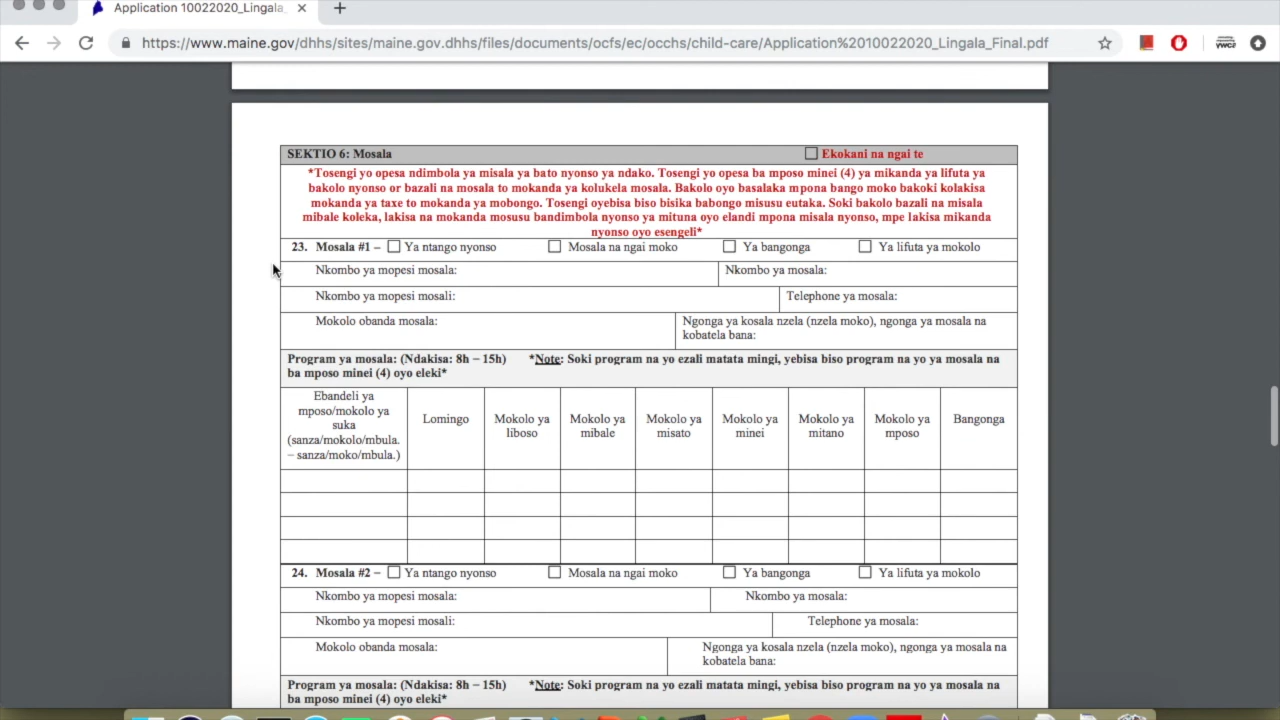 Application 10022020_Lingala_
https://www.maine.gov/dhhs/sites/maine.gov.dhhs/files/documents/ocfs/ec/occhs/child-care/Application%2010022020_Lingala_Final.pdf
SEKTIO 6: Mosala Ekokani na ngai te
*Tosengi yo opesa ndimbola ya misala ya bato nyonso ya ndako. Tosengi yo opesa ba mposo minei (4) ya mikanda ya lifuta ya
bakolo nyonso or bazali na mosala to mokanda ya kolukela mosala. Bakolo oyo basalaka mpona bango moko bakoki kolakisa
mokanda ya taxe to mokanda ya mobongo. Tosengi oyebisa biso bisika babongo misusu eutaka. Soki bakolo bazali na misala
mibale koleka, lakisa na mokanda mosusu bandimbola nyonso ya mituna oyo elandi mpona misala nyonso, mpe lakisa mikanda
nyonso oyo esengeli*
23. Mosala #1 – Ya ntango nyonso Mosala na ngai moko Ya bangonga Ya lifuta ya mokolo
Nkombo ya mopesi mosala: Nkombo ya mosala:
Nkombo ya mopesi mosali: Telephone ya mosala:
Mokolo obanda mosala: Ngonga ya kosala nzela (nzela moko), ngonga ya mosala na
kobatela bana:
Program ya mosala: (Ndakisa: 8h – 15h) *Note: Soki program na yo ezali matata mingi, yebisa biso program na yo ya mosala na
ba mposo minei (4) oyo eleki*
Ebandeli ya
mposo/mokolo ya
suka
(sanza/mokolo/mbula.
– sanza/moko/mbula.)
Lomingo
Mokolo ya
liboso
Mokolo ya
mibale
Mokolo ya
misato
Mokolo ya
minei
Mokolo ya
mitano
Mokolo ya
mposo
Bangonga
24. Mosala #2 – Ya ntango nyonso Mosala na ngai moko Ya bangonga Ya lifuta ya mokolo
Nkombo ya mopesi mosala: Nkombo ya mosala:
Nkombo ya mopesi mosali: Telephone ya mosala:
Mokolo obanda mosala: Ngonga ya kosala nzela (nzela moko), ngonga ya mosala na
kobatela bana:
Program ya mosala: (Ndakisa: 8h – 15h) *Note: Soki program na yo ezali matata mingi, yebisa biso program na yo ya mosala na
ba mposo minei (4) oyo eleki*